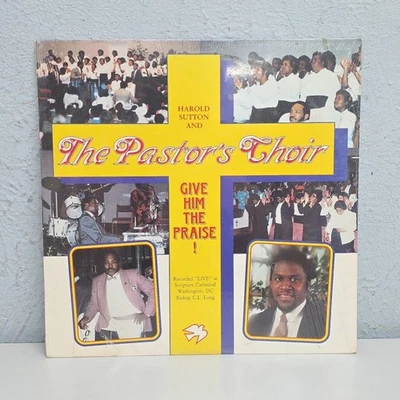 HAROLD
SUTTON
AND
The Pastor's Choir
GIVE
HIM
THE
PRAISE
!
Recorded "LIVE" at
Scripture Cathedral
Washington, DC
Bishop C.L. Long